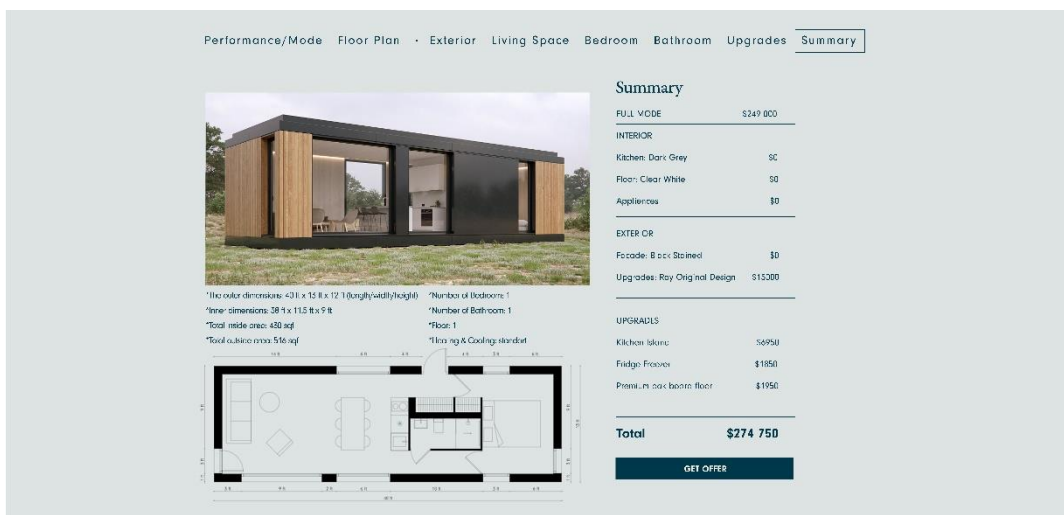 Performance/Mode Floor Plan · Exterior Living Space Bedroom Bathroom Upgrades Summary
Summary
FULL MODE $249 000
INTERIOR
Kitchen: Dark Grey $0
Floor: Clear White $0
Appliences $0
EXTERIOR
Facade: Black Stained $0
Upgrades: Ray Original Design $15000
UPGRADES
Kitchen Island $6950
Fridge Freezer $1850
Premium oak board floor $1950
Total $274 750
GET OFFER
*The outer dimensions: 40 ft x 13 ft x 12 ft (length/width/height)
*Inner dimensions: 38 ft x 11.5 ft x 9 ft
*Total inside area: 430 sqf
*Total outside area: 516 sqf
*Number of Bedroom: 1
*Number of Bathroom: 1
*Floor: 1
*Heating & Cooling: standart